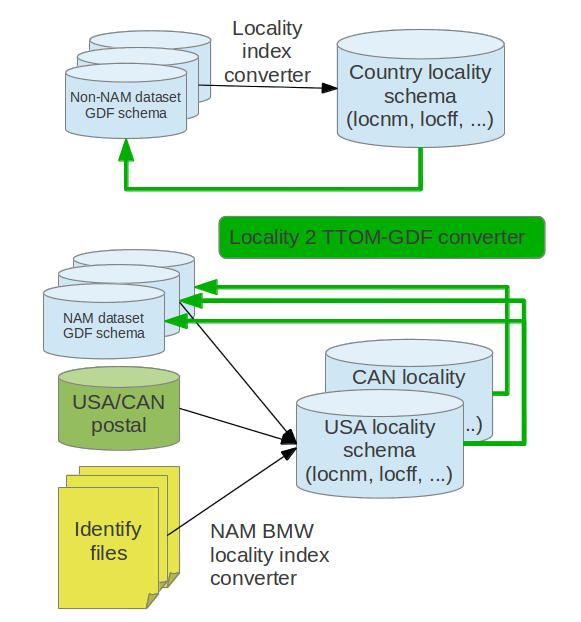 Locality
index
converter
Non-NAM dataset
GDF schema
Country locality
schema
(locnm, locff, ...)
Locality 2 TTOM-GDF converter
NAM dataset
GDF schema
USA/CAN
postal
CAN locality
..)
USA locality
schema
(locnm, locff, ...)
Identify
files
NAM BMW
locality index
converter